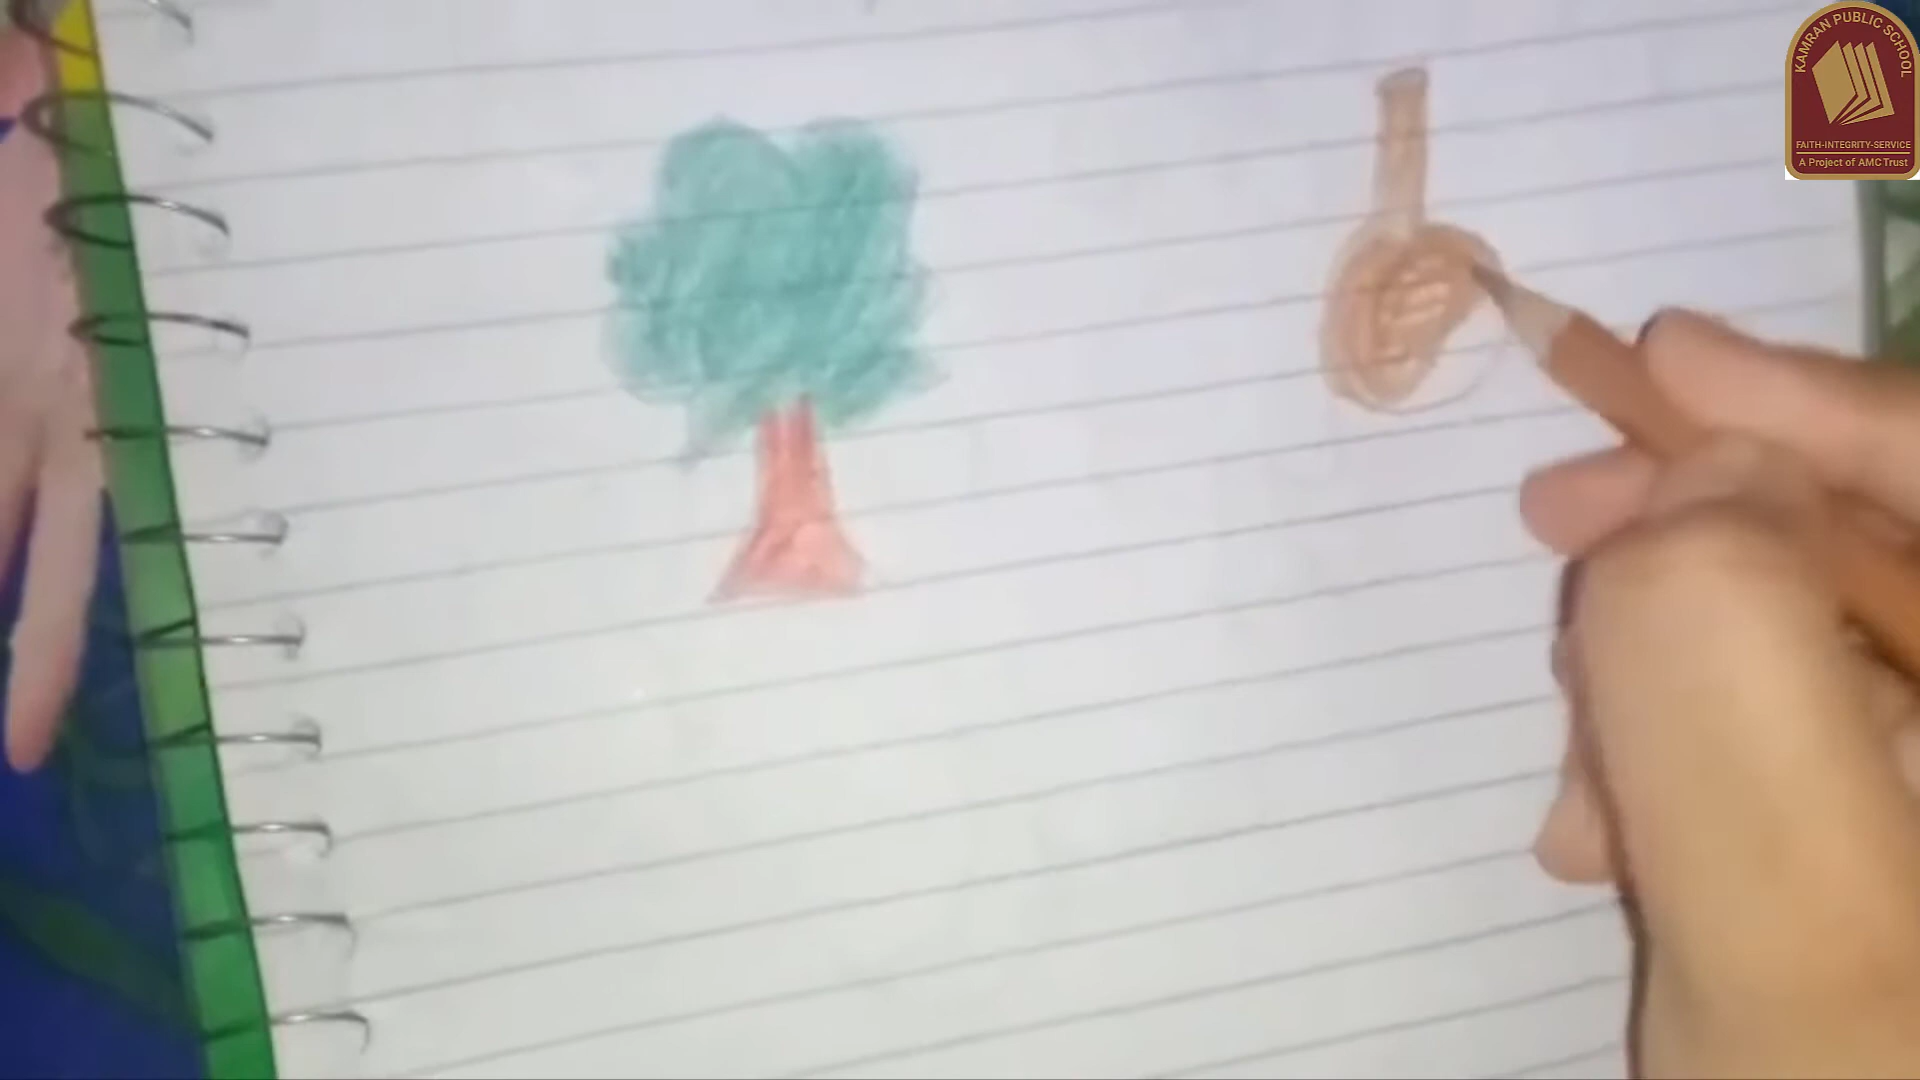 KAMRAN PUBLIC SCHOOL
FAITH-INTEGRITY-SERVICE
A Project of AMC Trust